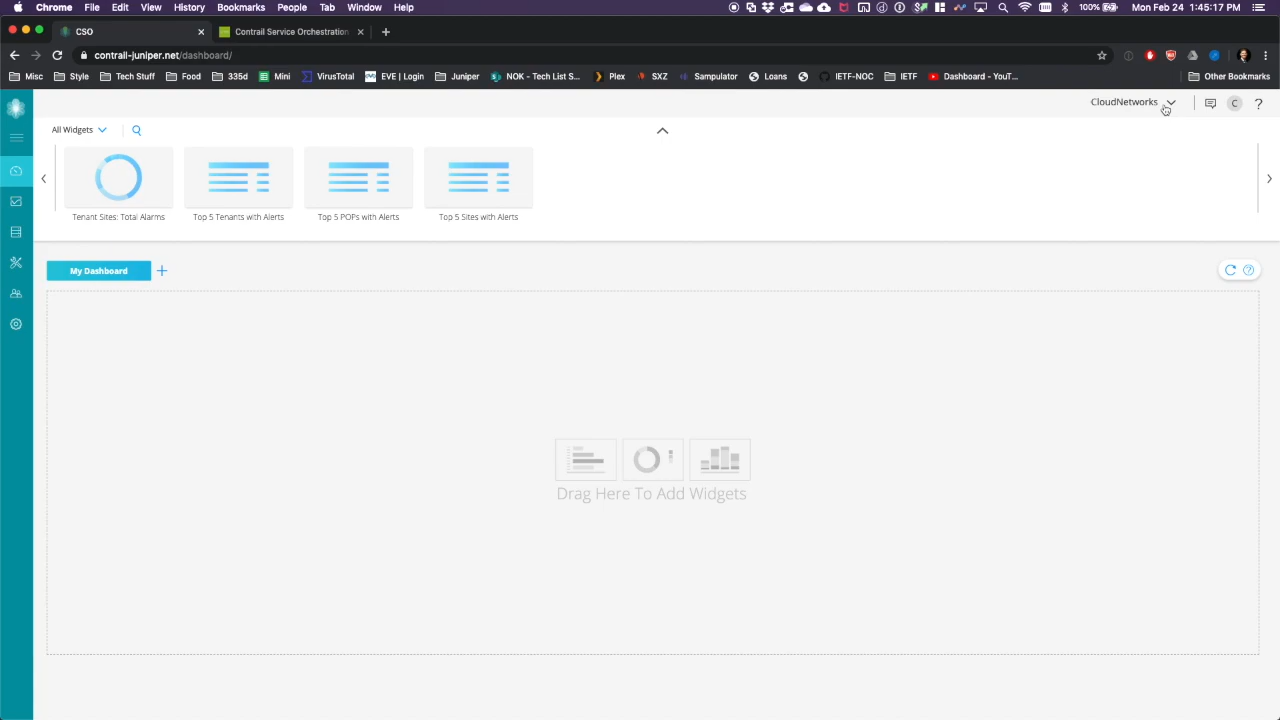 Chrome File Edit View History Bookmarks People Tab Window Help 100% Thu Mar 26 1:45:17 PM
CSO Contrail Service Orchestration
contrail-juniper.net/dashboard/
Misc Style Tech Stuff Food 335d Mini VirusTotal EVE | Login Juniper NOK - Tech List S... Plex SXZ Sampulator Loans IETF-NOC IETF Dashboard - YouT... Other Bookmarks
CloudNetworks C ?
All Widgets
Tenant Sites: Total Alarms Top 5 Tenants with Alerts Top 5 POPs with Alerts Top 5 Sites with Alerts
My Dashboard
Drag Here To Add Widgets